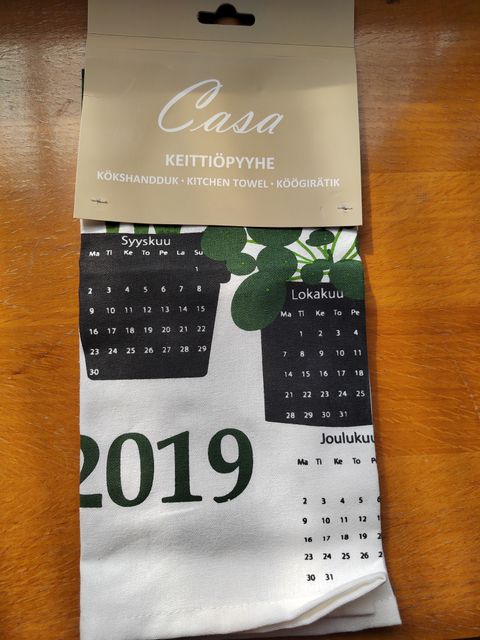 Casa
KEITTIÖPYYHE
KÖKSHANDDUK · KITCHEN TOWEL · KÖÖGIRÄTIK
Syyskuu
Ma Ti Ke To Pe La Su
1
2 3 4 5 6 7 8
9 10 11 12 13 14 15
16 17 18 19 20 21 22
23 24 25 26 27 28 29
30
Lokakuu
Ma Ti Ke To Pe
1 2 3 4
7 8 9 10 11
14 15 16 17 18
21 22 23 24 25
28 29 30 31
2019
Joulukuu
Ma Ti Ke To Pe
2 3 4 5
9 10 11 12
16 17 18 19
23 24 25 26
30 31